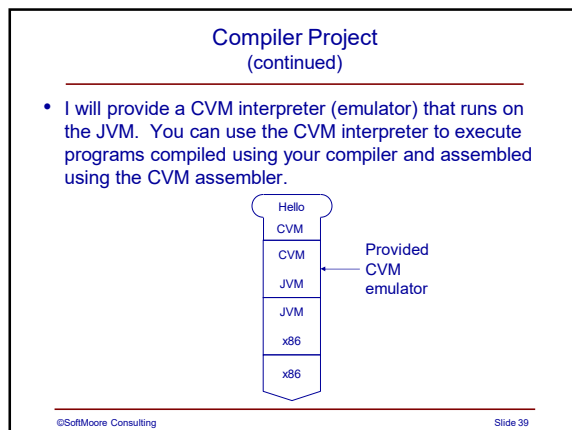 Compiler Project
(continued)
• I will provide a CVM interpreter (emulator) that runs on
the JVM.  You can use the CVM interpreter to execute
programs compiled using your compiler and assembled
using the CVM assembler.
Hello
CVM
CVM
JVM
JVM
x86
x86
Provided
CVM
emulator
©SoftMoore Consulting
Slide 39